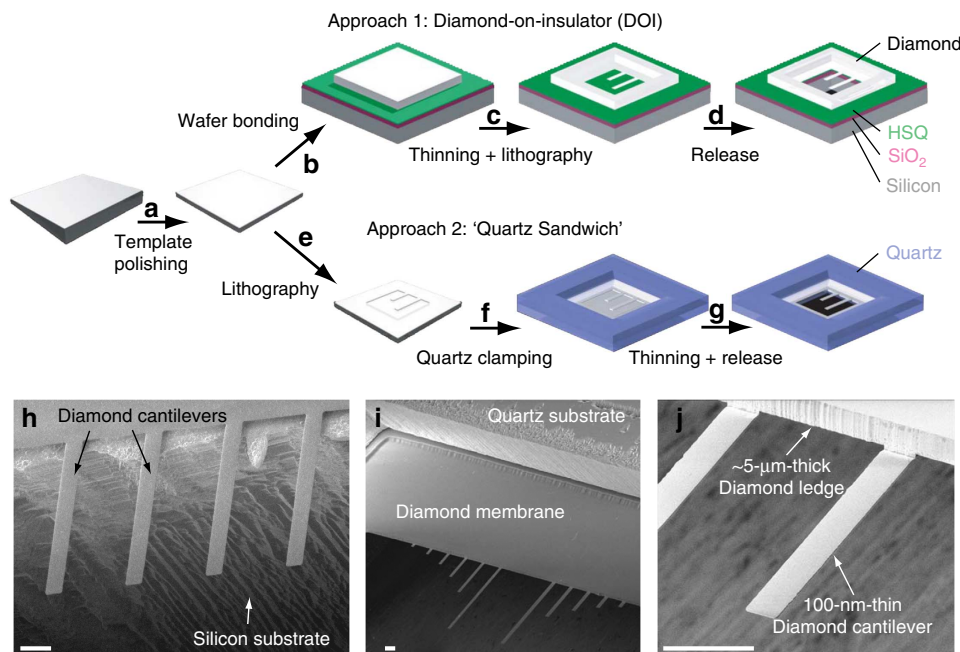 Approach 1: Diamond-on-insulator (DOI)
Diamond
Wafer bonding
b
c
Thinning + lithography
d
Release
HSQ
SiO₂
Silicon
a
Template
polishing
Approach 2: 'Quartz Sandwich'
e
Lithography
Quartz
f
Quartz clamping
g
Thinning + release
h
Diamond cantilevers
Silicon substrate
i
Quartz substrate
Diamond membrane
j
~5-μm-thick
Diamond ledge
100-nm-thin
Diamond cantilever